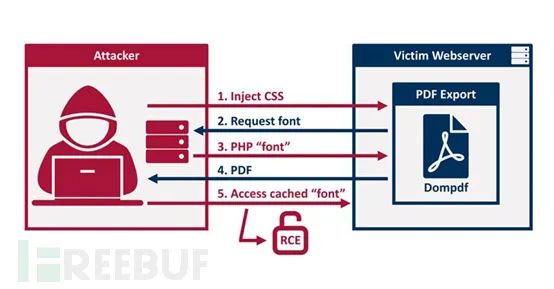 Attacker
Victim Webserver
1. Inject CSS
2. Request font
3. PHP “font”
4. PDF
5. Access cached “font”
PDF Export
Dompdf
RCE
FREEBUF